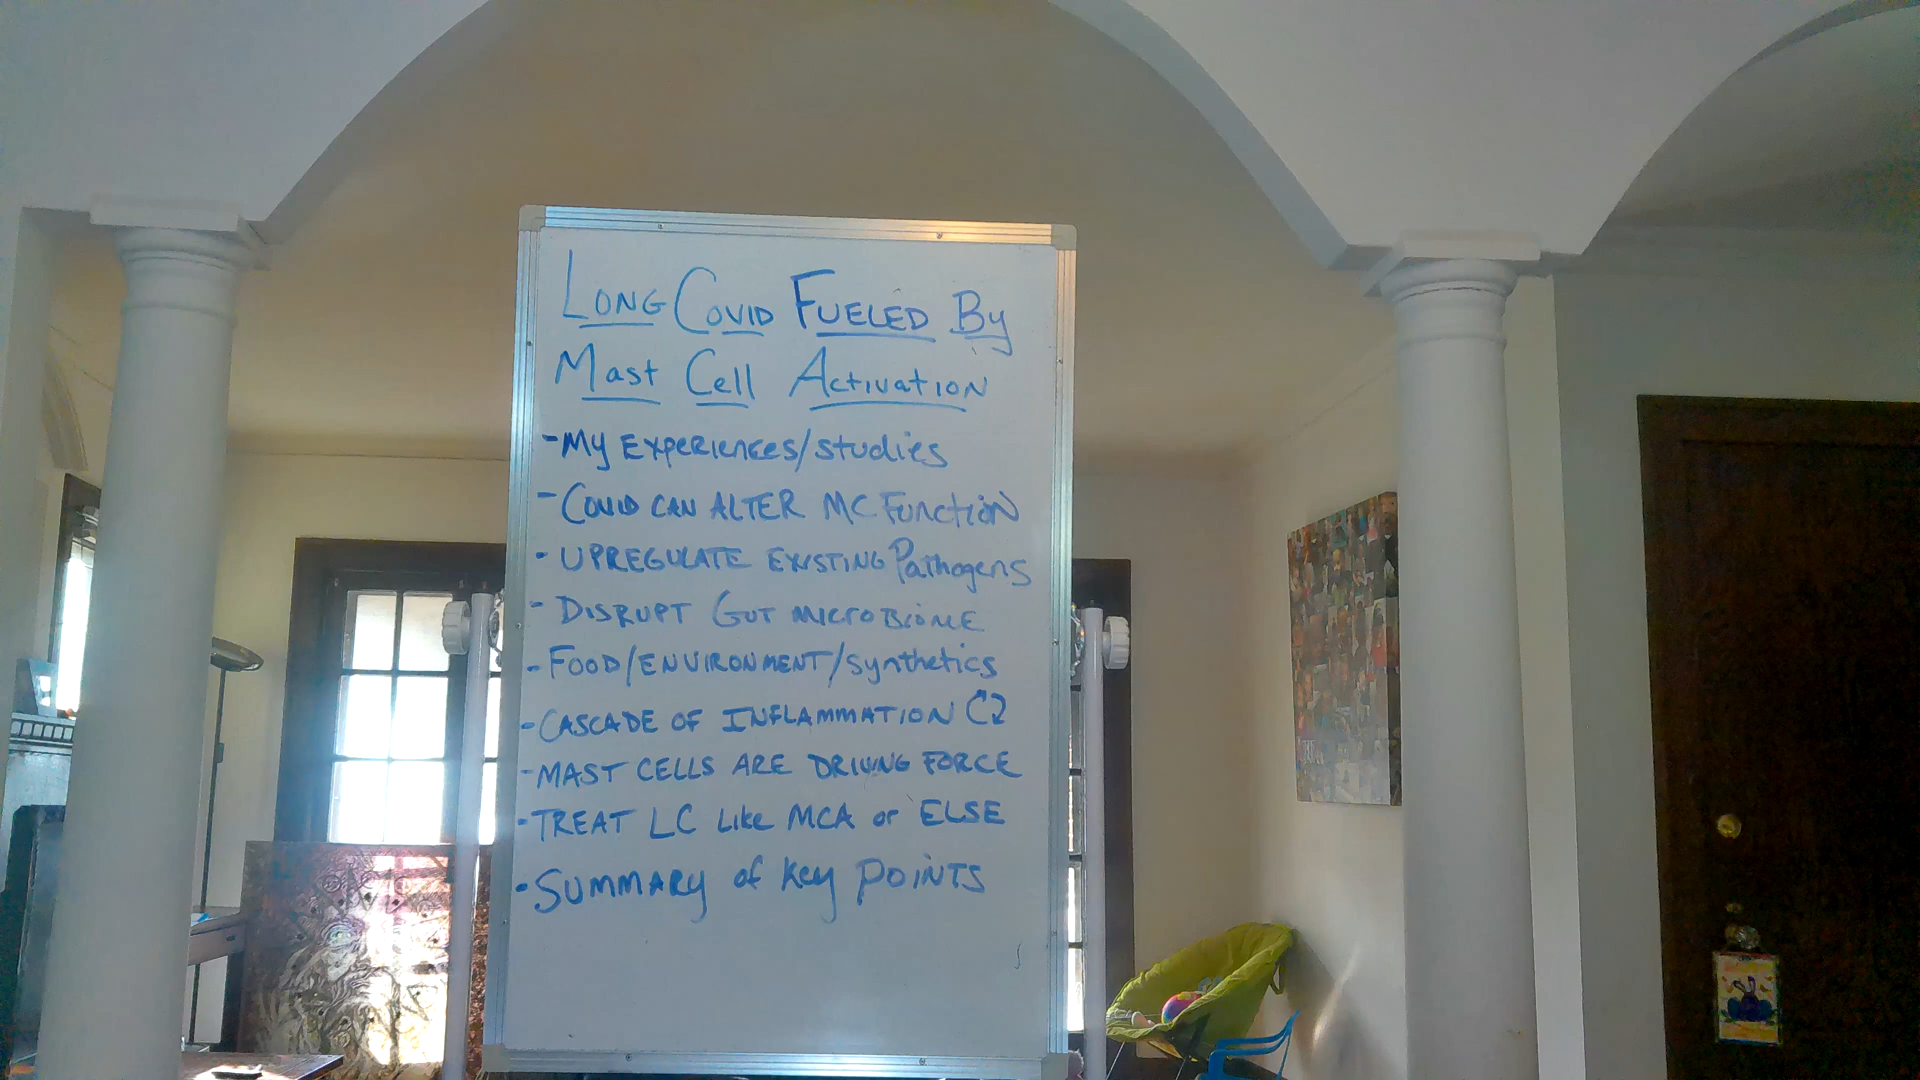 Long Covid Fueled By
Mast Cell Activation
- My Experiences/studies
- Covid can alter MC Function
- Upregulate existing Pathogens
- Disrupt Gut microbiome
- Food/Environment/synthetics
- Cascade of Inflammation
- Mast cells are driving force
- Treat LC Like MCA or else
- Summary of key points